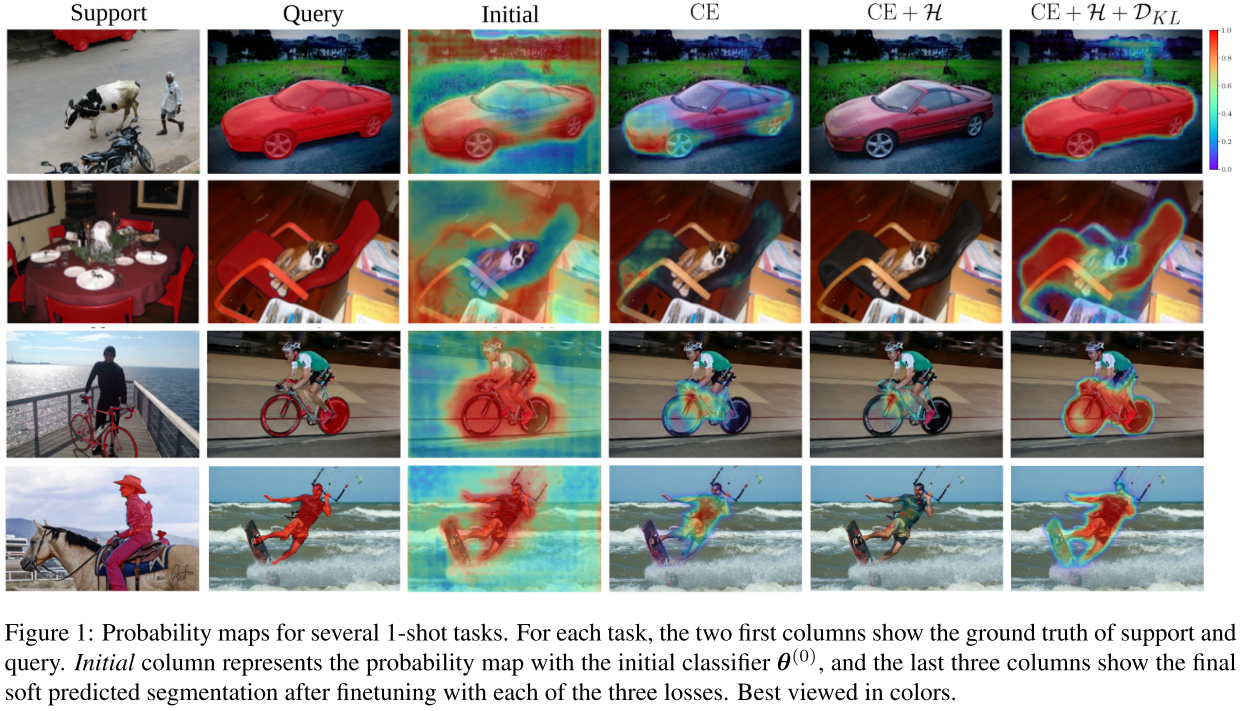 Support Query Initial CE CE + $\mathcal{H}$ CE + $\mathcal{H}$ + $\mathcal{D}_{KL}$
1.0
0.8
0.6
0.4
0.2
0.0
Figure 1: Probability maps for several 1-shot tasks. For each task, the two first columns show the ground truth of support and
query. Initial column represents the probability map with the initial classifier θ⁽⁰⁾, and the last three columns show the final
soft predicted segmentation after finetuning with each of the three losses. Best viewed in colors.